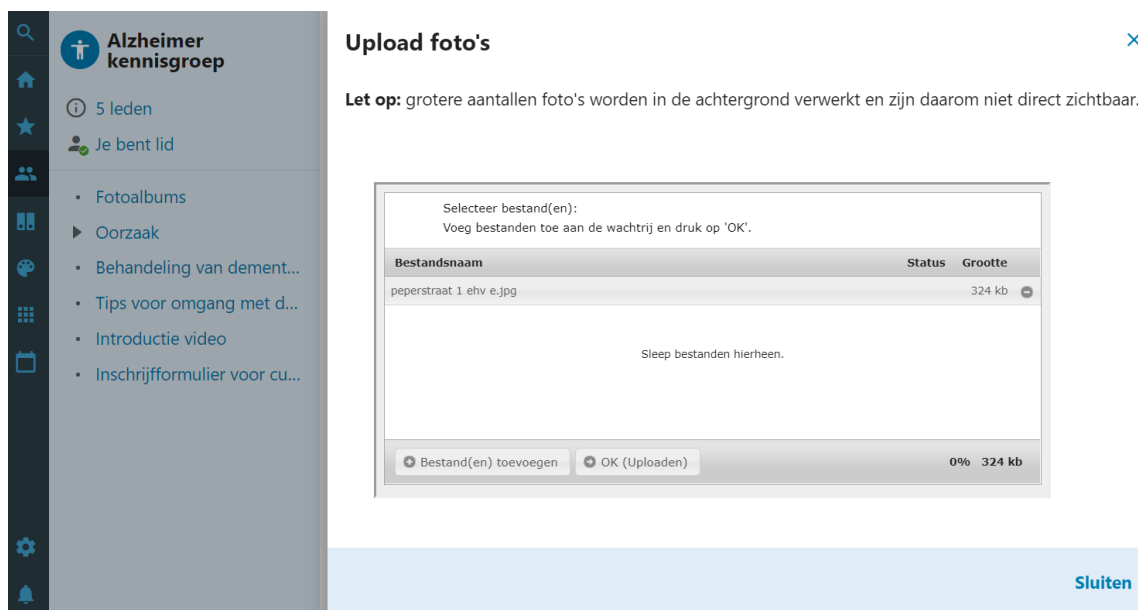 Alzheimer
kennisgroep
5 leden
Je bent lid
Fotoalbums
Oorzaak
Behandeling van dement...
Tips voor omgang met d...
Introductie video
Inschrijfformulier voor cu...
Upload foto's
Let op: grotere aantallen foto's worden in de achtergrond verwerkt en zijn daarom niet direct zichtbaar.
Selecteer bestand(en):
Voeg bestanden toe aan de wachtrij en druk op 'OK'.
Bestandsnaam Status Grootte
peperstraat 1 ehv e.jpg 324 kb
Sleep bestanden hierheen.
Bestand(en) toevoegen OK (Uploaden) 0% 324 kb
Sluiten